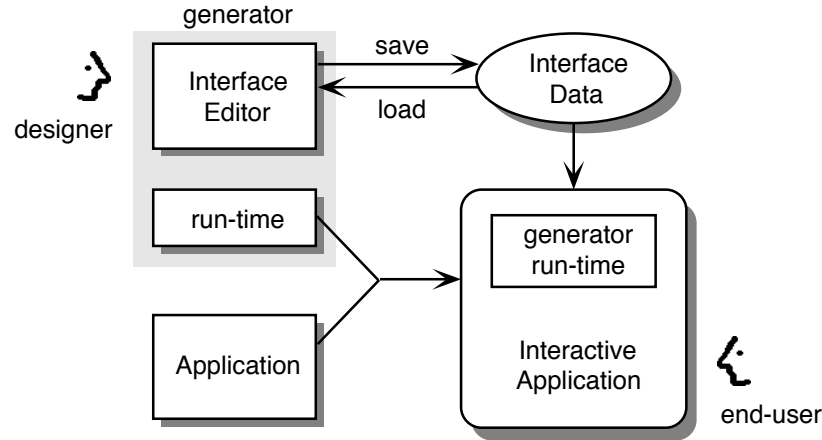 generator
Interface
Editor
designer
save
load
Interface
Data
run-time
generator
run-time
Application
Interactive
Application
end-user